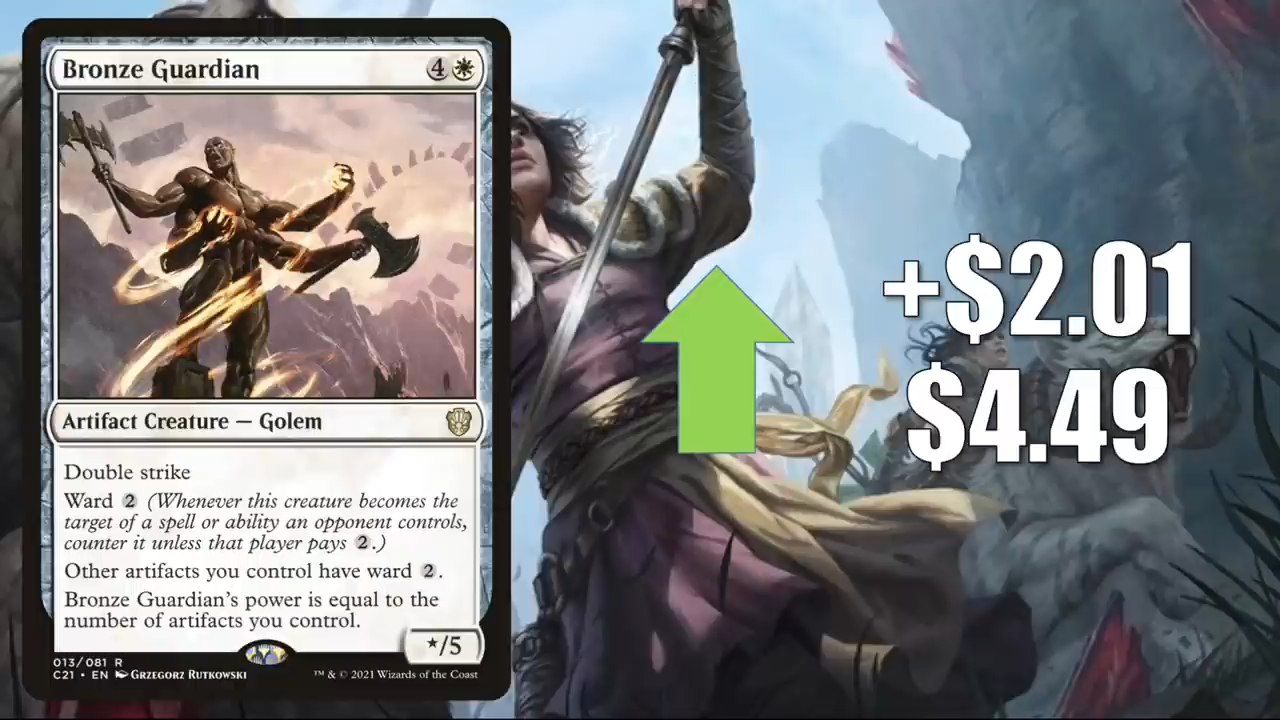 Bronze Guardian 4
Artifact Creature — Golem
Double strike
Ward 2 (Whenever this creature becomes the
target of a spell or ability an opponent controls,
counter it unless that player pays 2.)
Other artifacts you control have ward 2.
Bronze Guardian's power is equal to the
number of artifacts you control.
★/5
013/081 R
C21 • EN GRZEGORZ RUTKOWSKI
™ & © 2021 Wizards of the Coast
+$2.01
$4.49